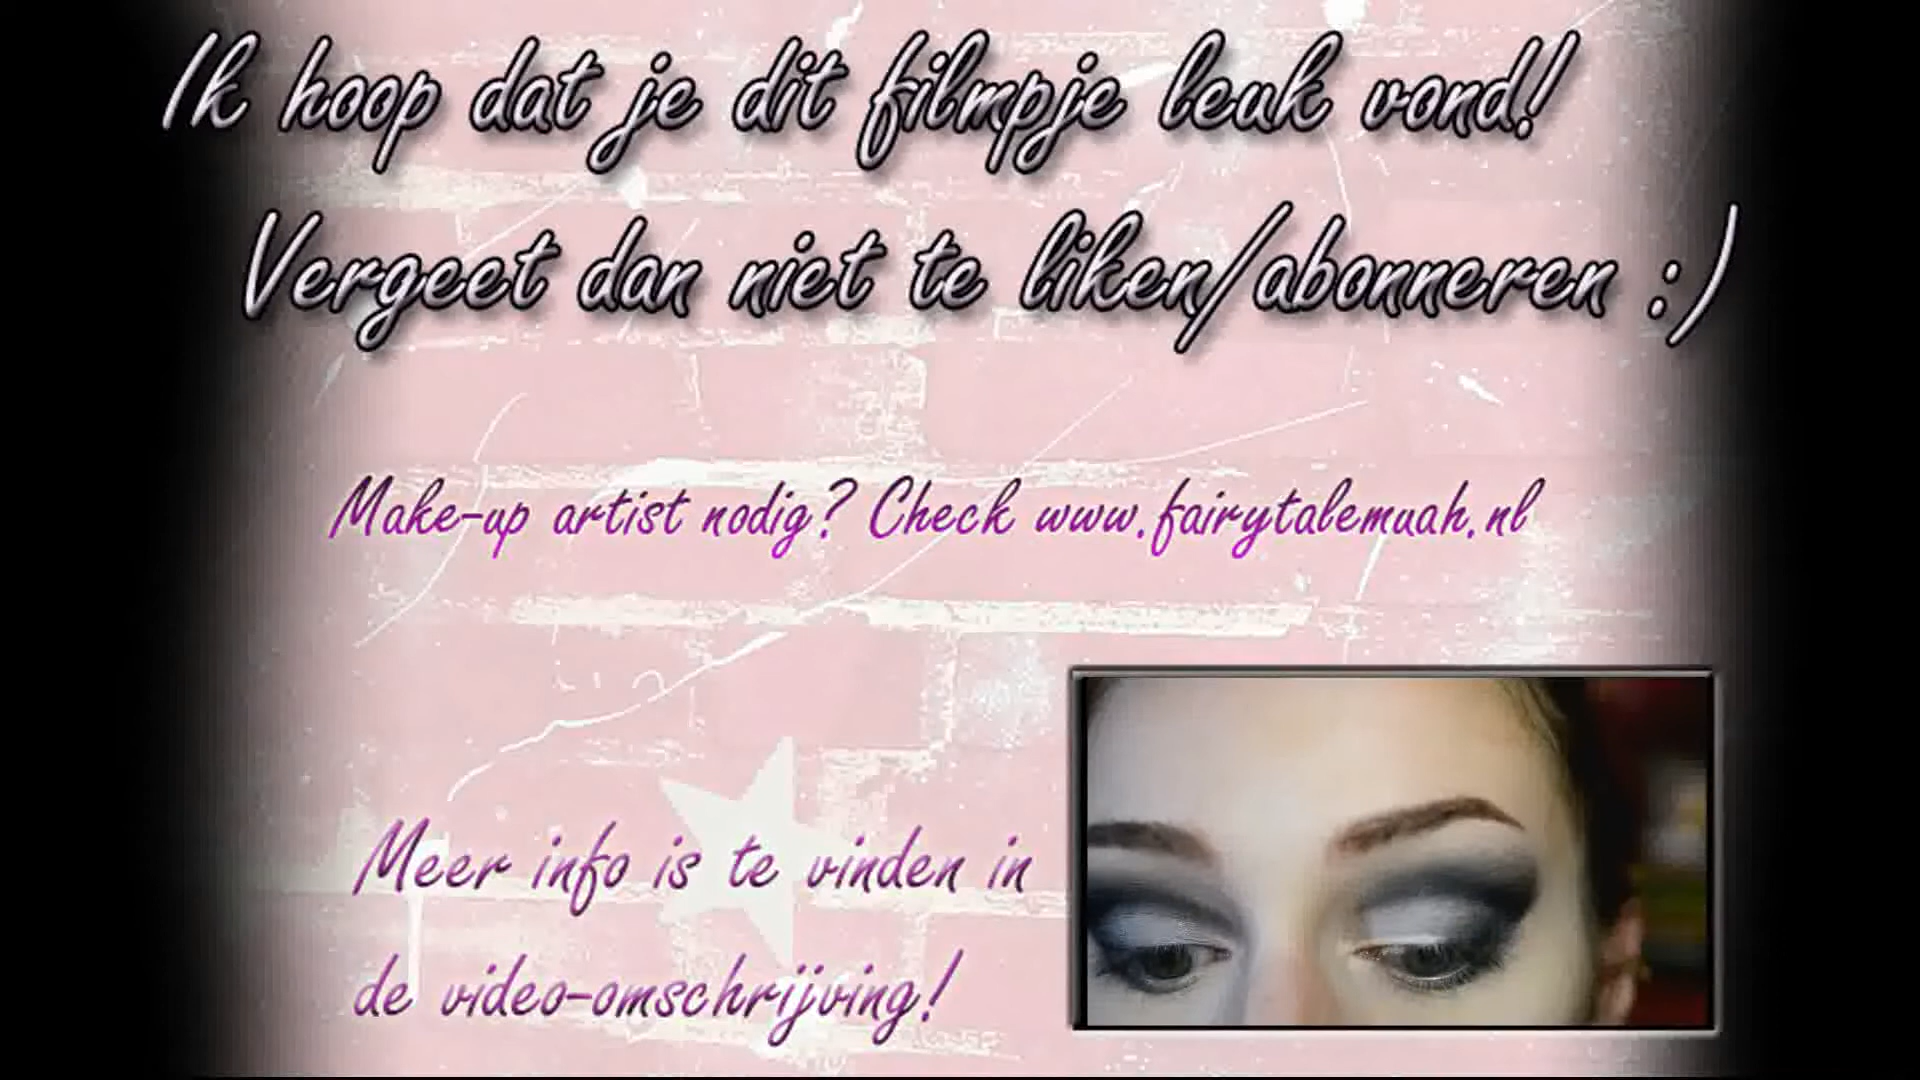 Ik hoop dat je dit filmpje leuk vond!
Vergeet dan niet te liken/abonneren :)
Make-up artist nodig? Check www.fairytalemuah.nl
Meer info is te vinden in
de video-omschrijving!